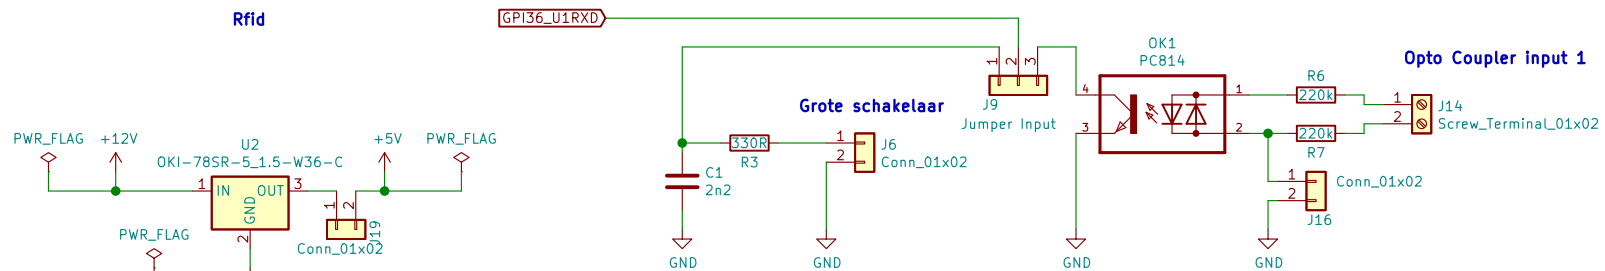 Rfid
GPI36_U1RXD
OK1
PC814
Opto Coupler input 1
1
2
3
J9
Jumper Input
4
3
1
2
R6
220k
220k
R7
1
2
J14
Screw_Terminal_01x02
Grote schakelaar
330R
R3
1
2
J6
Conn_01x02
C1
2n2
GND
GND
GND
GND
1
2
Conn_01x02
J16
PWR_FLAG
+12V
U2
OKI-78SR-5_1.5-W36-C
+5V
PWR_FLAG
1
IN
OUT
3
GND
2
1
2
J19
Conn_01x02
PWR_FLAG